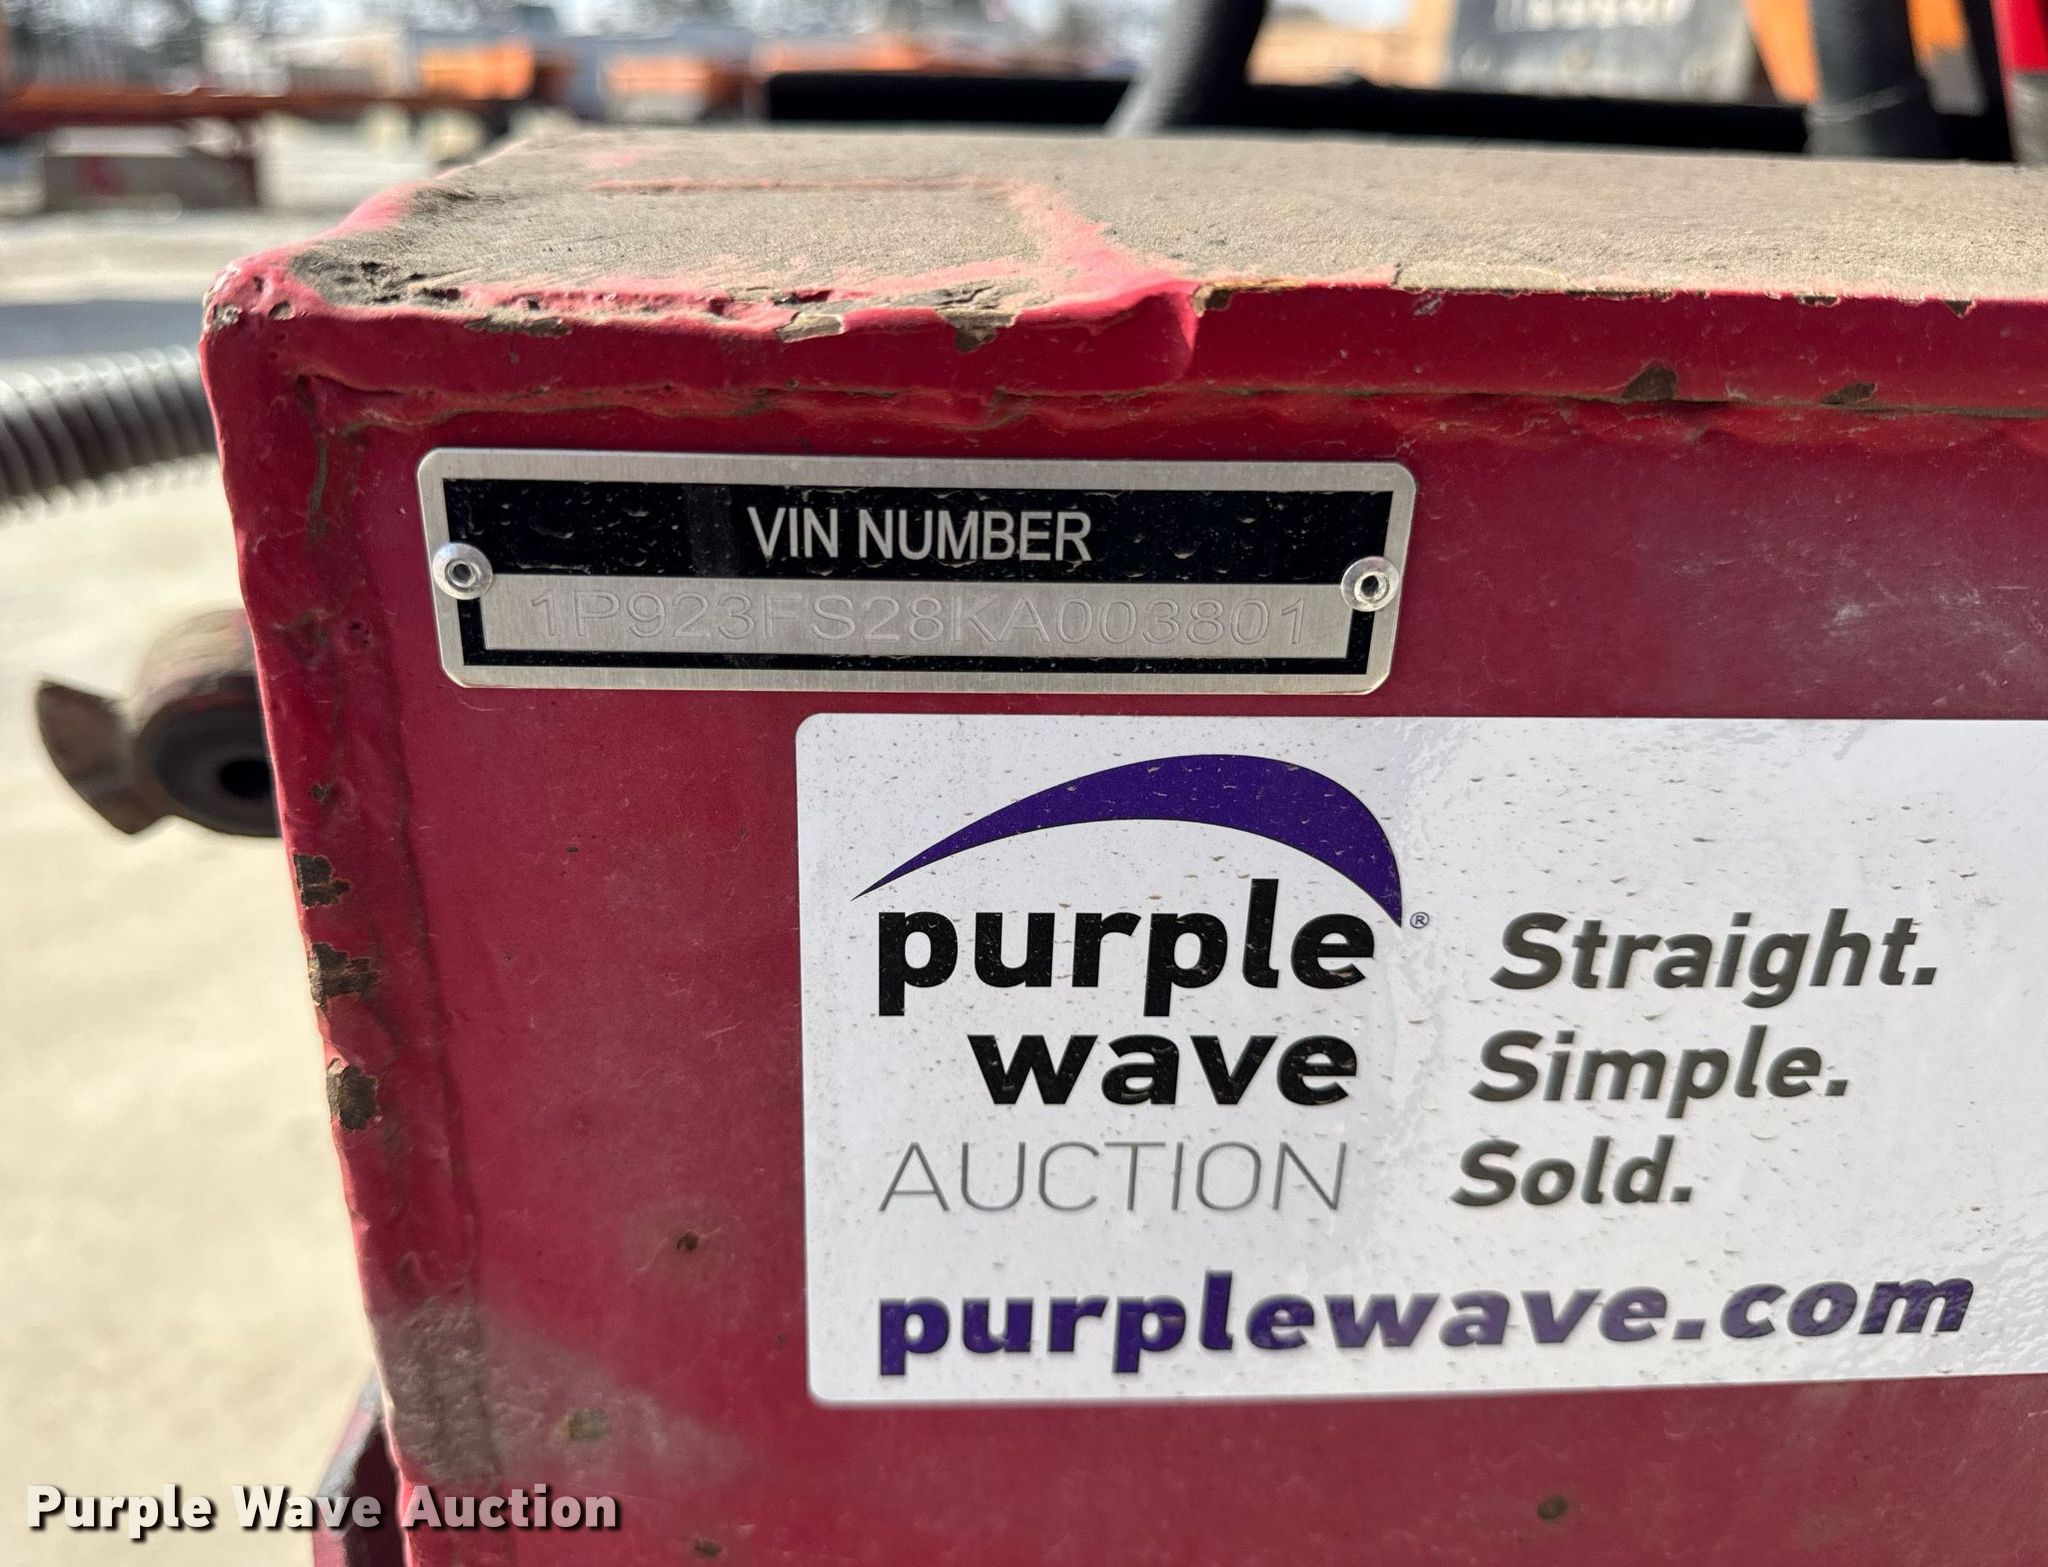 VIN NUMBER
1P923FS28KA003801
purple
wave®
AUCTION
Straight.
Simple.
Sold.
purplewave.com
Purple Wave Auction